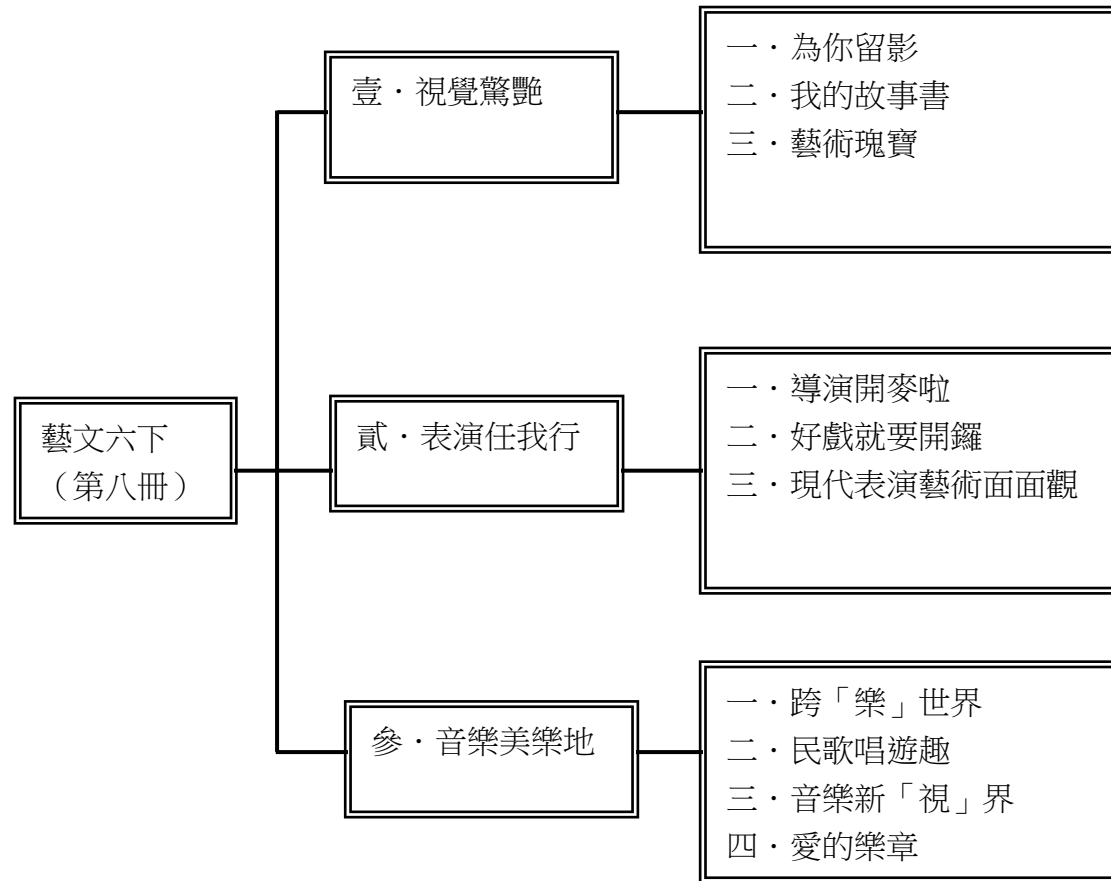 藝文六下
（第八冊）
壹．視覺驚艷
一．為你留影
二．我的故事書
三．藝術瑰寶
貳．表演任我行
一．導演開麥啦
二．好戲就要開鑼
三．現代表演藝術面面觀
參．音樂美樂地
一．跨「樂」世界
二．民歌唱遊趣
三．音樂新「視」界
四．愛的樂章